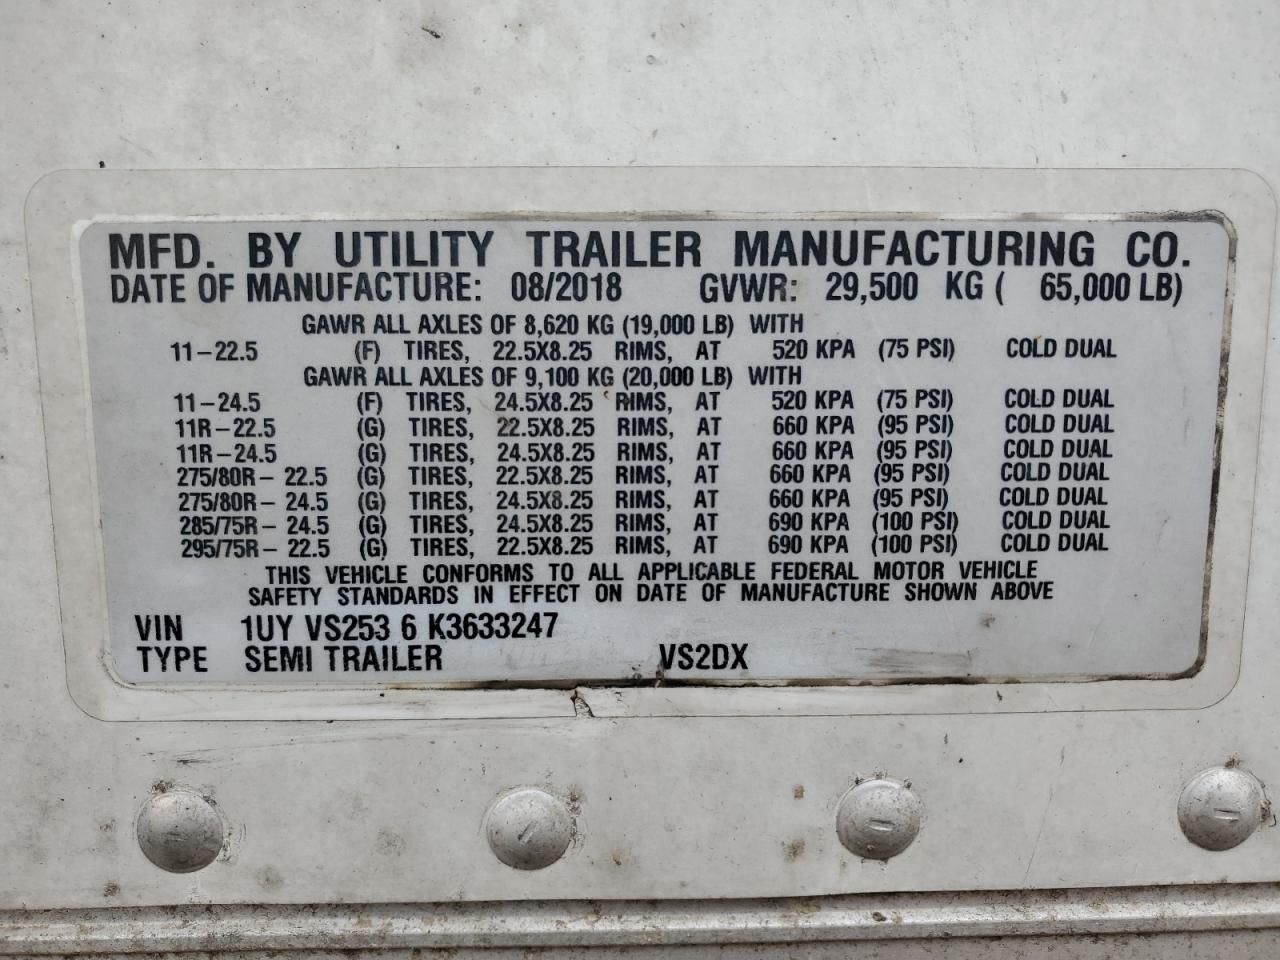 MFD. BY UTILITY TRAILER MANUFACTURING CO.
DATE OF MANUFACTURE: 08/2018 GVWR: 29,500 KG ( 65,000 LB)
GAWR ALL AXLES OF 8,620 KG (19,000 LB) WITH
11-22.5 (F) TIRES, 22.5X8.25 RIMS, AT 520 KPA (75 PSI) COLD DUAL
GAWR ALL AXLES OF 9,100 KG (20,000 LB) WITH
11-24.5 (F) TIRES, 24.5X8.25 RIMS, AT 520 KPA (75 PSI) COLD DUAL
11R-22.5 (G) TIRES, 22.5X8.25 RIMS, AT 660 KPA (95 PSI) COLD DUAL
11R-24.5 (G) TIRES, 24.5X8.25 RIMS, AT 660 KPA (95 PSI) COLD DUAL
275/80R- 22.5 (G) TIRES, 22.5X8.25 RIMS, AT 660 KPA (95 PSI) COLD DUAL
275/80R- 24.5 (G) TIRES, 24.5X8.25 RIMS, AT 660 KPA (95 PSI) COLD DUAL
285/75R- 24.5 (G) TIRES, 24.5X8.25 RIMS, AT 690 KPA (100 PSI) COLD DUAL
295/75R- 22.5 (G) TIRES, 22.5X8.25 RIMS, AT 690 KPA (100 PSI) COLD DUAL
THIS VEHICLE CONFORMS TO ALL APPLICABLE FEDERAL MOTOR VEHICLE
SAFETY STANDARDS IN EFFECT ON DATE OF MANUFACTURE SHOWN ABOVE
VIN 1UY VS253 6 K3633247
TYPE SEMI TRAILER VS2DX